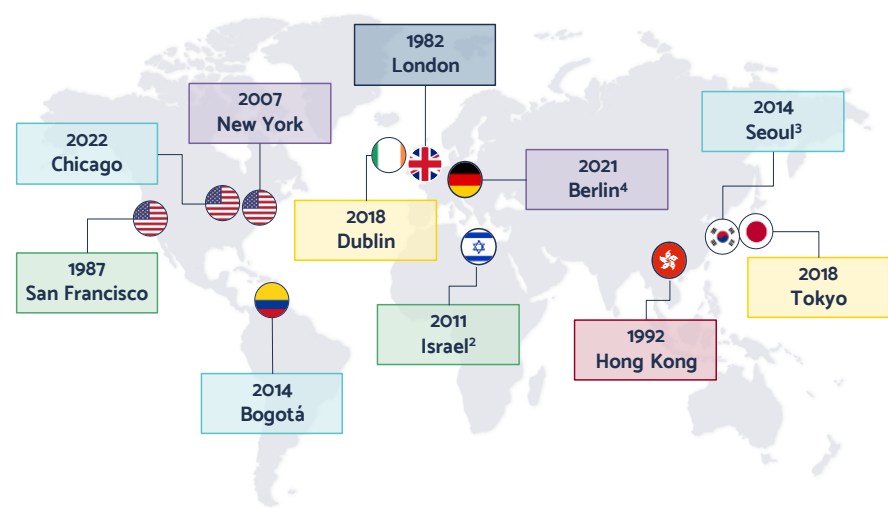 1982
London
2007
New York
2014
Seoul³
2022
Chicago
2021
Berlin⁴
2018
Dublin
1987
San Francisco
2018
Tokyo
2011
Israel²
1992
Hong Kong
2014
Bogotá